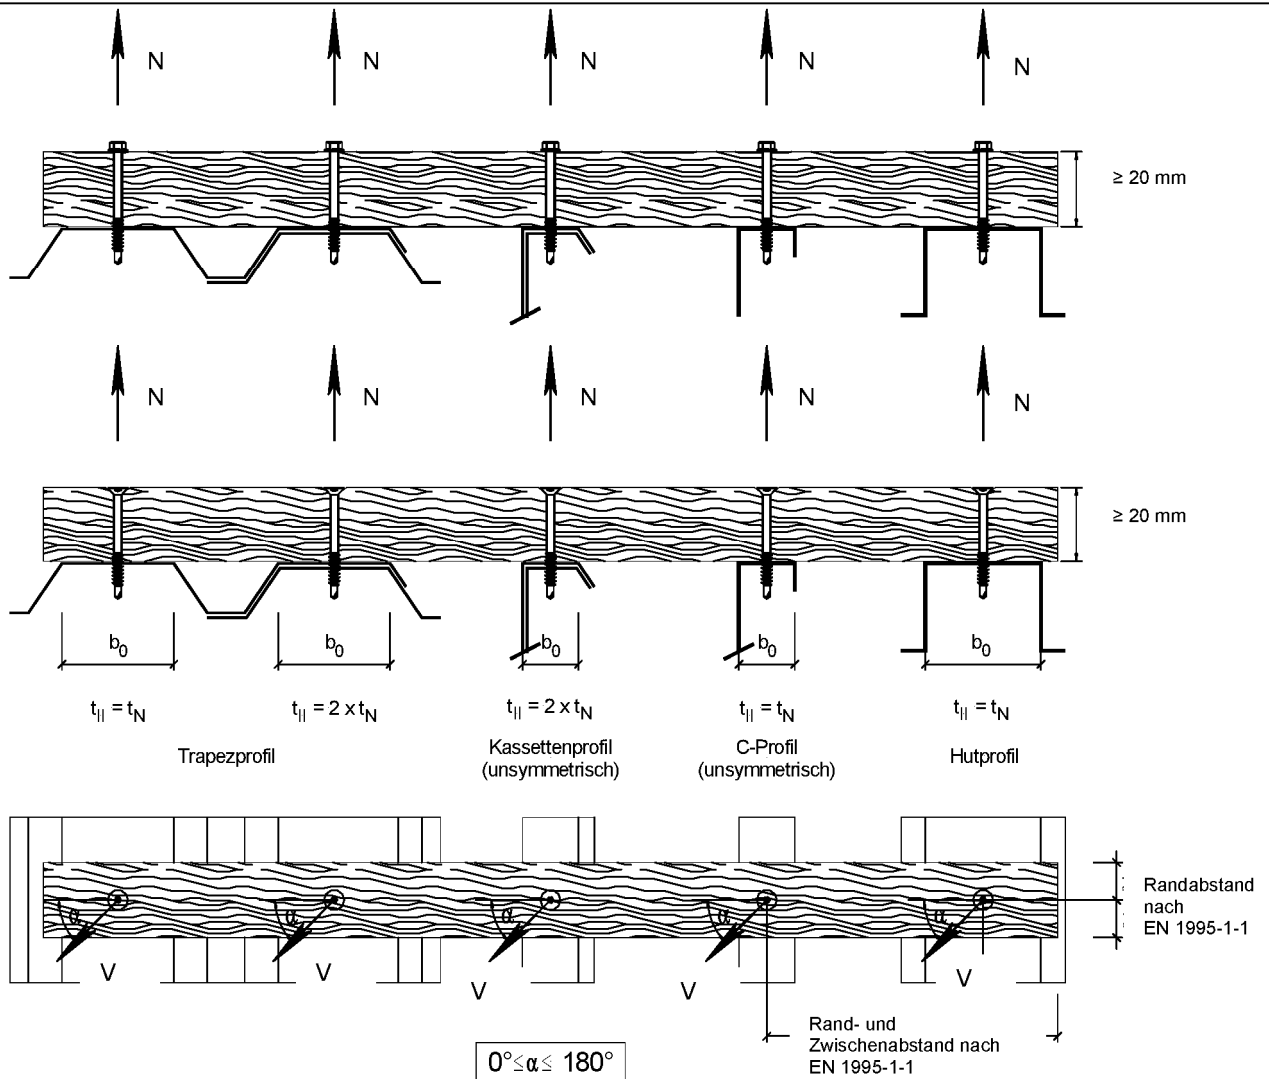 N N N N N
≥ 20 mm
N N N N N
≥ 20 mm
b0 b0 b0 b0 b0
tII = tN tII = 2 x tN tII = 2 x tN tII = tN tII = tN
Trapezprofil
Kassettenprofil
(unsymmetrisch)
C-Profil
(unsymmetrisch)
Hutprofil
α α α α α
V V V V V
Randabstand
nach
EN 1995-1-1
Rand- und
Zwischenabstand nach
EN 1995-1-1
0°≤α≤ 180°